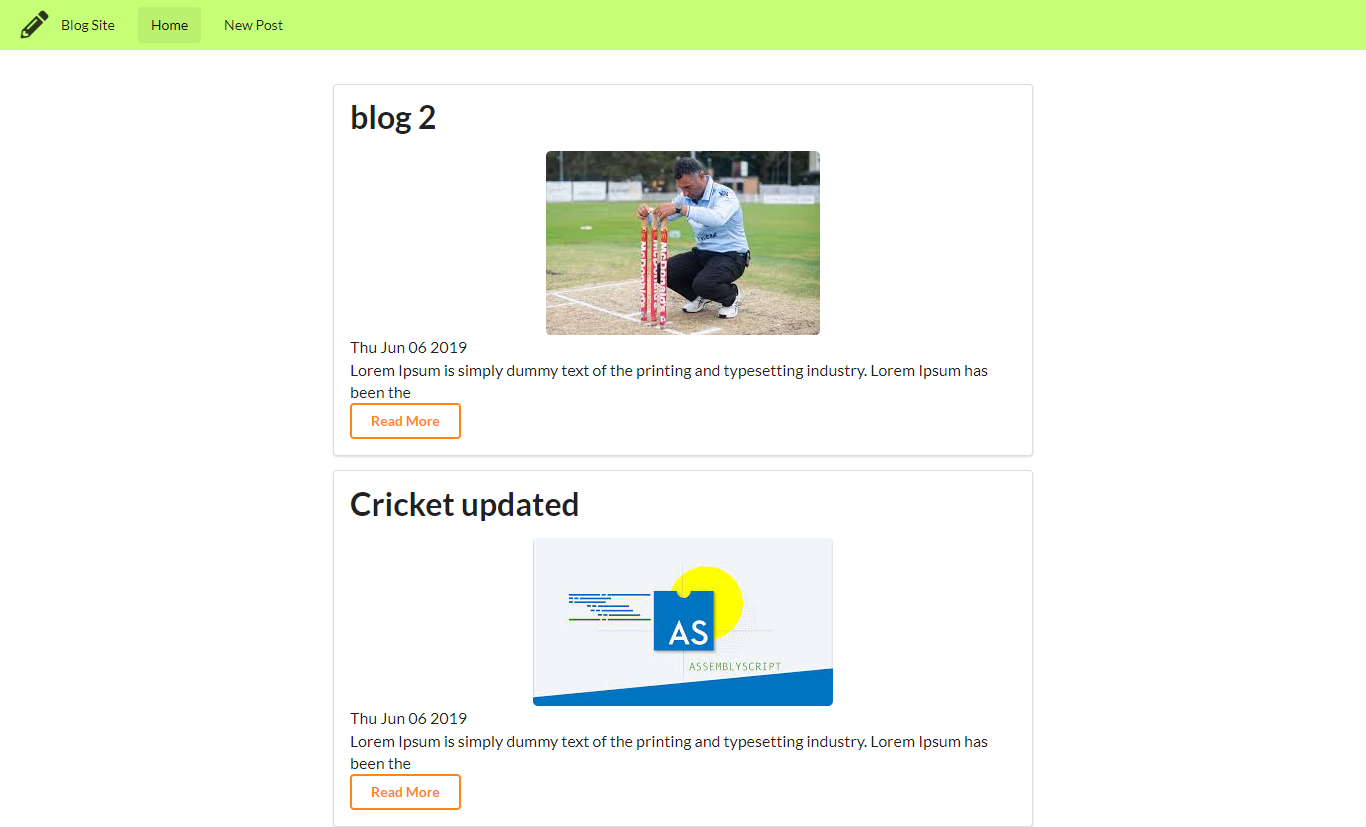 Blog Site Home New Post
blog 2
McDonald's McDonald's McDonald's
Thu Jun 06 2019
Lorem Ipsum is simply dummy text of the printing and typesetting industry. Lorem Ipsum has
been the
Read More
Cricket updated
AS
ASSEMBLYSCRIPT
Thu Jun 06 2019
Lorem Ipsum is simply dummy text of the printing and typesetting industry. Lorem Ipsum has
been the
Read More